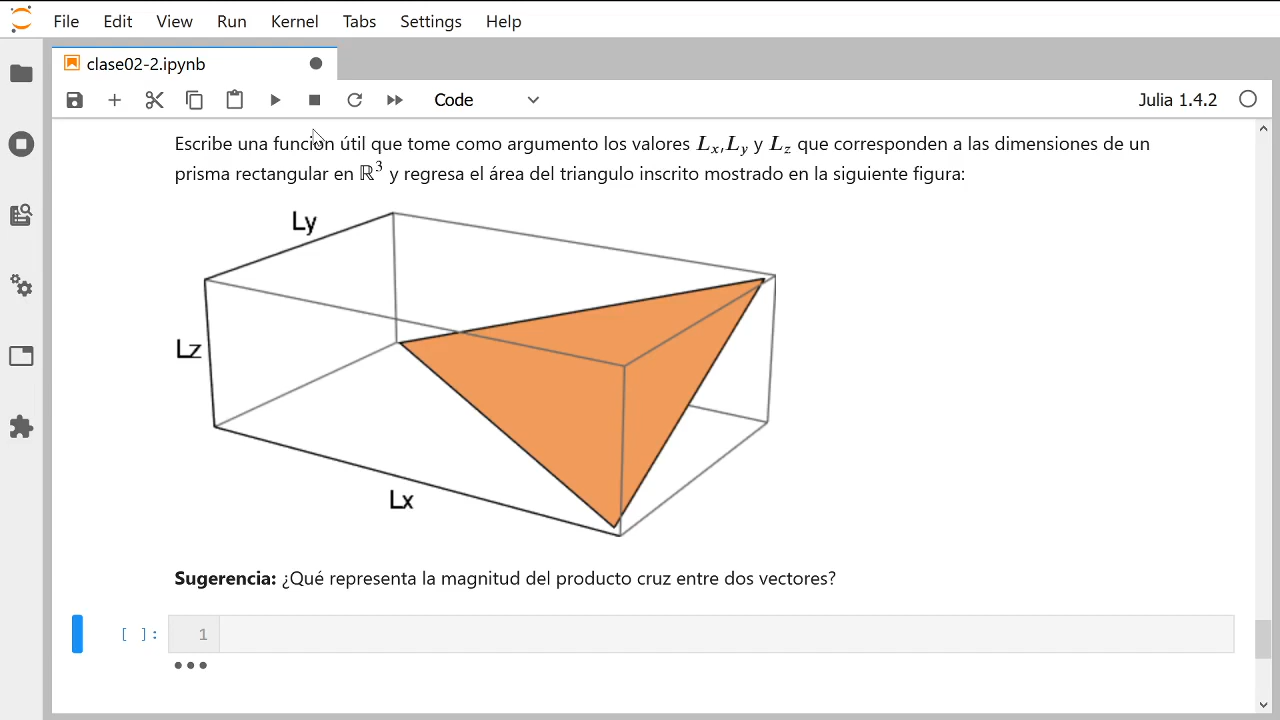 File Edit View Run Kernel Tabs Settings Help
clase02-2.ipynb
Code
Julia 1.4.2
Escribe una función útil que tome como argumento los valores Lx,Ly y Lz que corresponden a las dimensiones de un
prisma rectangular en ℝ³ y regresa el área del triangulo inscrito mostrado en la siguiente figura:
Ly
Lz
Lx
Sugerencia: ¿Qué representa la magnitud del producto cruz entre dos vectores?
[ ]: 1